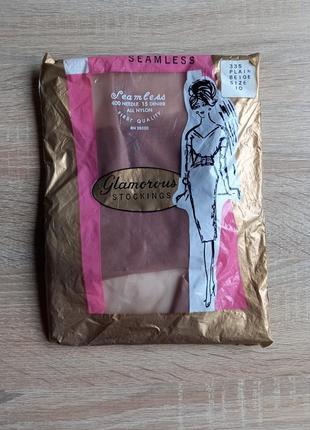 SEAMLESS
335
PLAIN
BEIGE
SIZE
10
Seamless
400 NEEDLE 15 DENIER
ALL NYLON
FIRST QUALITY
Glamorous
STOCKINGS